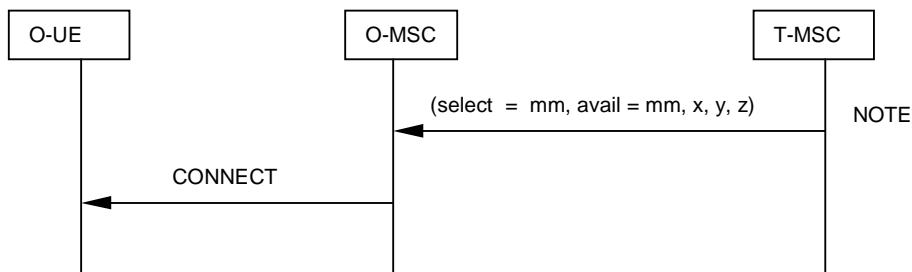 O-UE
O-MSC
T-MSC
(select = mm, avail = mm, x, y, z)
NOTE
CONNECT